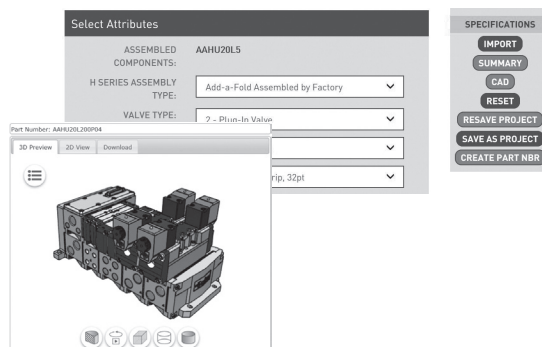 Select Attributes
ASSEMBLED COMPONENTS:
AAHU20L5
H SERIES ASSEMBLY TYPE:
Add-a-Fold Assembled by Factory
VALVE TYPE:
2 - Plug-In Valve
rip, 32pt
Part Number: AAHU20L200P04
3D Preview
2D View
Download
SPECIFICATIONS
IMPORT
SUMMARY
CAD
RESET
RESAVE PROJECT
SAVE AS PROJECT
CREATE PART NBR